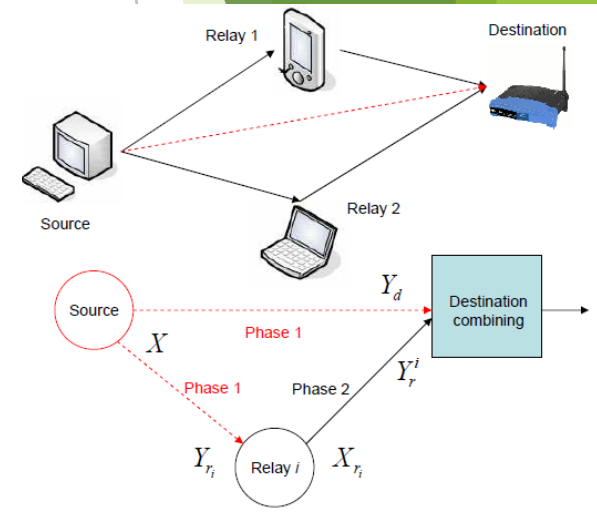 Relay 1
Destination
Relay 2
Source
Source
Y_d
Destination
combining
X
Phase 1
Phase 1
Phase 2
Y_r^i
Y_{r_i}
Relay i
X_{r_i}